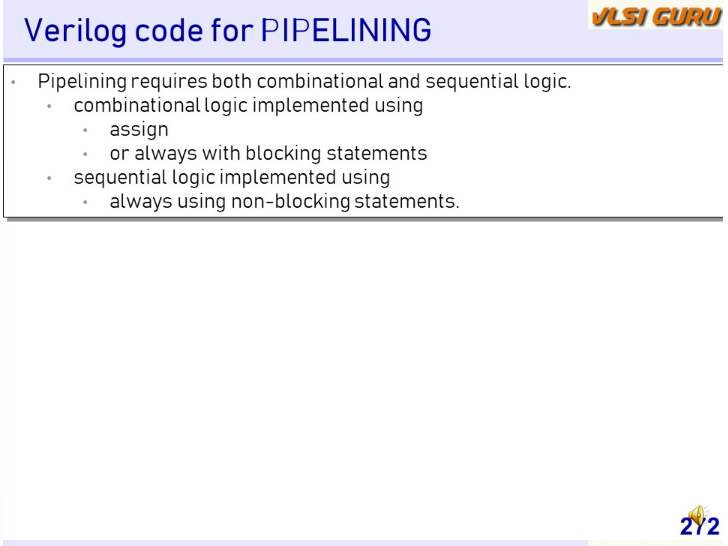 Verilog code for PIPELINING
VLSI GURU
• Pipelining requires both combinational and sequential logic.
• combinational logic implemented using
• assign
• or always with blocking statements
• sequential logic implemented using
• always using non-blocking statements.